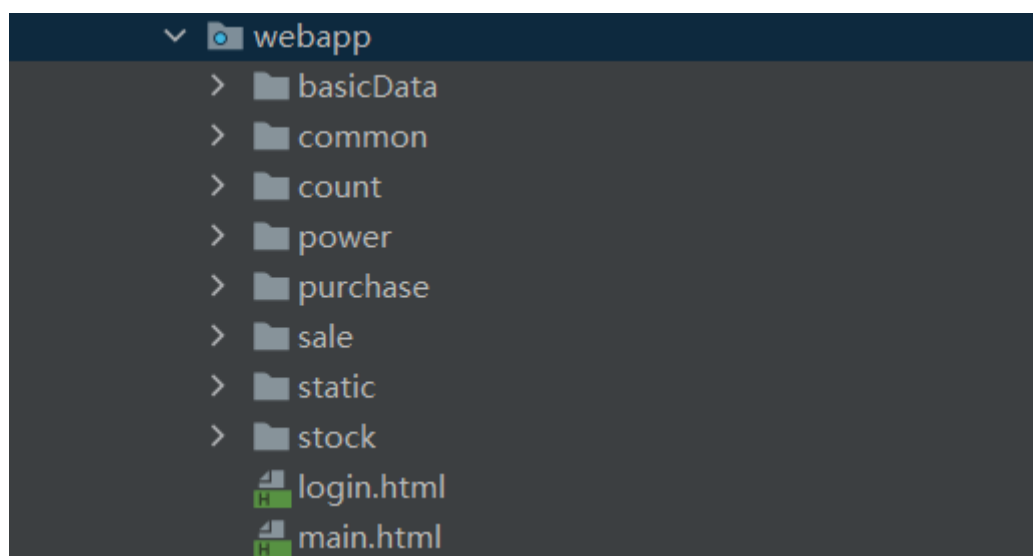 webapp
basicData
common
count
power
purchase
sale
static
stock
login.html
main.html